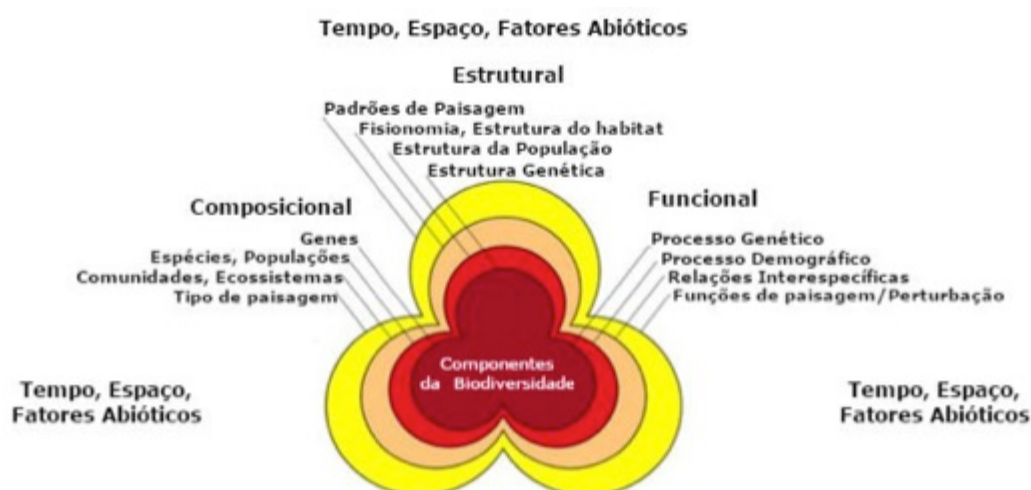 Tempo, Espaço, Fatores Abióticos
Estrutural
Padrões de Paisagem
Fisionomia, Estrutura do habitat
Estrutura da População
Estrutura Genética
Composicional
Genes
Espécies, Populações
Comunidades, Ecossistemas
Tipo de paisagem
Funcional
Processo Genético
Processo Demográfico
Relações Interespecíficas
Funções de paisagem/Perturbação
Componentes
da Biodiversidade
Tempo, Espaço,
Fatores Abióticos
Tempo, Espaço,
Fatores Abióticos